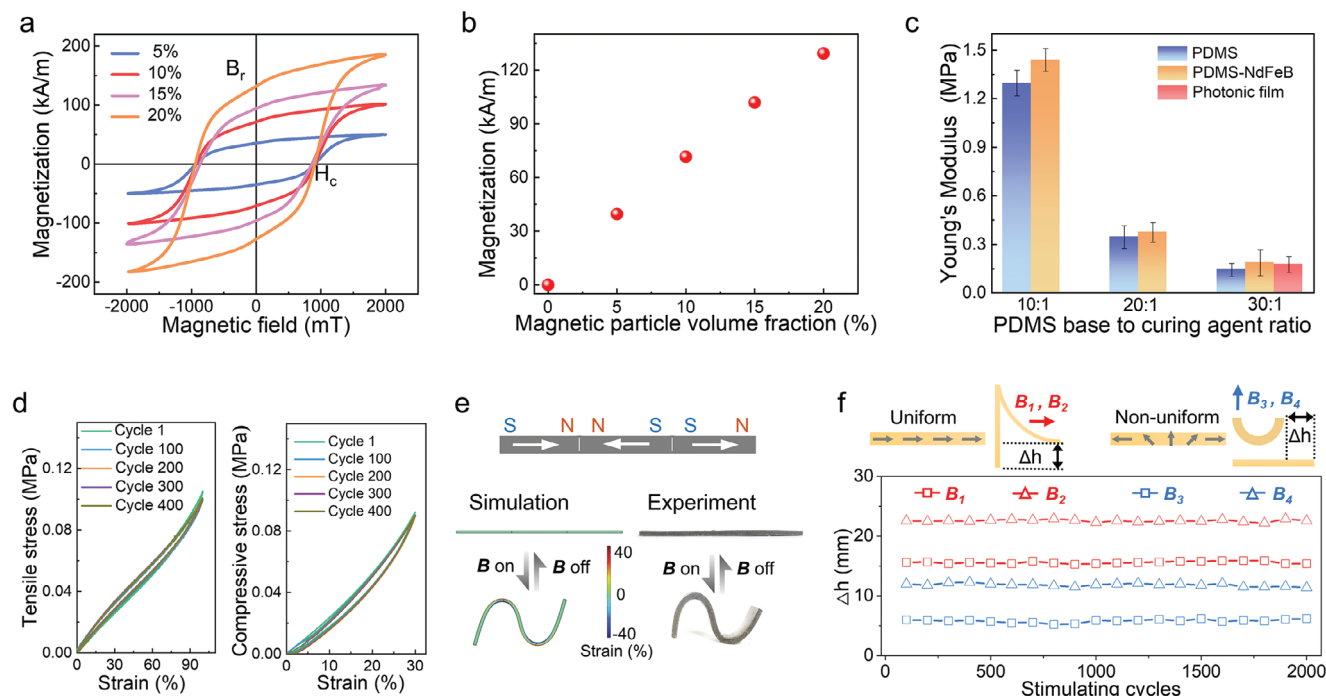 a
Magnetization (kA/m)
200
100
0
-100
-200
5%
10%
15%
20%
B_r
H_c
-2000 -1000 0 1000 2000
Magnetic field (mT)
b
Magnetization (kA/m)
120
90
60
30
0
0 5 10 15 20
Magnetic particle volume fraction (%)
c
Young's Modulus (MPa)
1.5
1.2
0.9
0.6
0.3
0.0
PDMS
PDMS-NdFeB
Photonic film
10:1 20:1 30:1
PDMS base to curing agent ratio
d
Tensile stress (MPa)
0.12
0.08
0.04
0.00
Cycle 1
Cycle 100
Cycle 200
Cycle 300
Cycle 400
0 30 60 90
Strain (%)
Compressive stress (MPa)
0.12
0.08
0.04
0.00
Cycle 1
Cycle 100
Cycle 200
Cycle 300
Cycle 400
0 10 20 30
Strain (%)
e
S N N S S N
Simulation Experiment
B on B off
40
0
-40
Strain (%)
B on B off
f
Uniform
B_1, B_2
Δh
Non-uniform
B_3, B_4
Δh
B_1 B_2 B_3 B_4
Δh (mm)
30
20
10
0
0 500 1000 1500 2000
Stimulating cycles